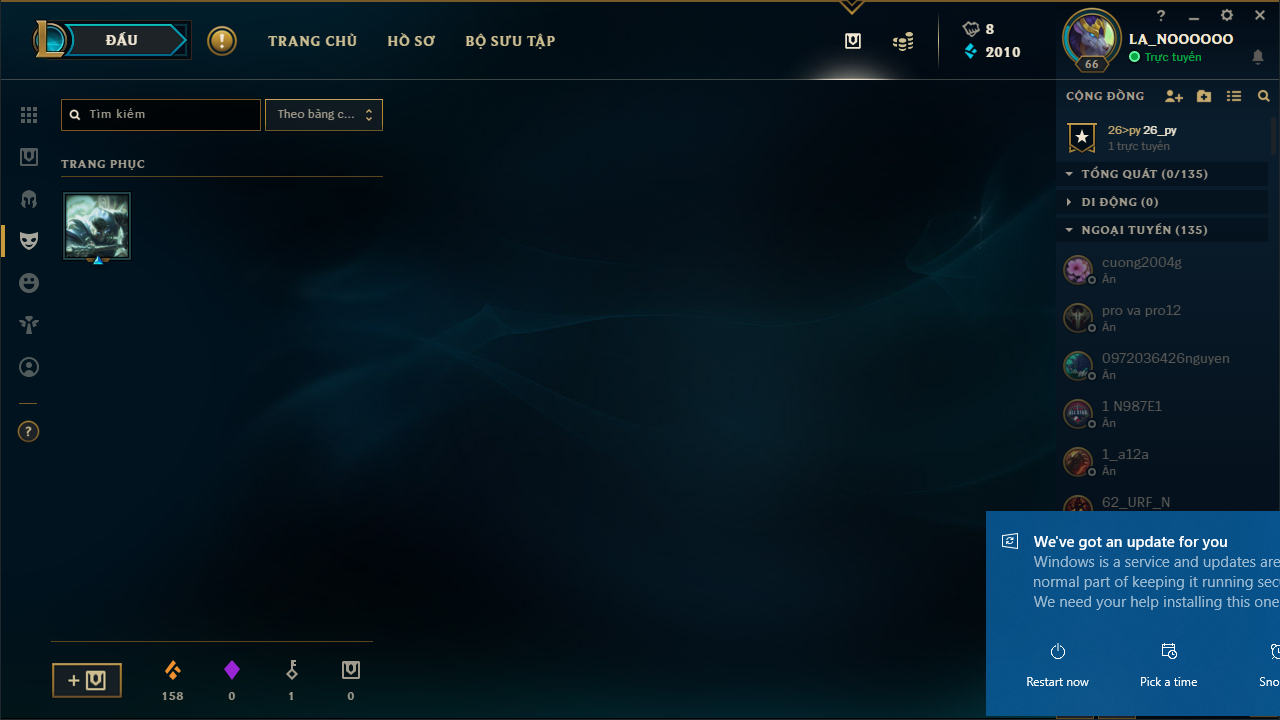 ĐẤU
TRANG CHỦ
HỒ SƠ
BỘ SƯU TẬP
8
2010
66
LA_NOOOOOO
Trực tuyến
Tìm kiếm
Theo bảng c...
TRANG PHỤC
CỘNG ĐỒNG
26>py 26_py
1 trực tuyến
TỔNG QUÁT (0/135)
DI ĐỘNG (0)
NGOẠI TUYẾN (135)
cuong2004g
Ẩn
pro va pro12
Ẩn
0972036426nguyen
Ẩn
1 N987E1
Ẩn
1_a12a
Ẩn
62_URF_N
We've got an update for you
Windows is a service and updates are
normal part of keeping it running sec
We need your help installing this one
Restart now
Pick a time
Sno
158
0
1
0